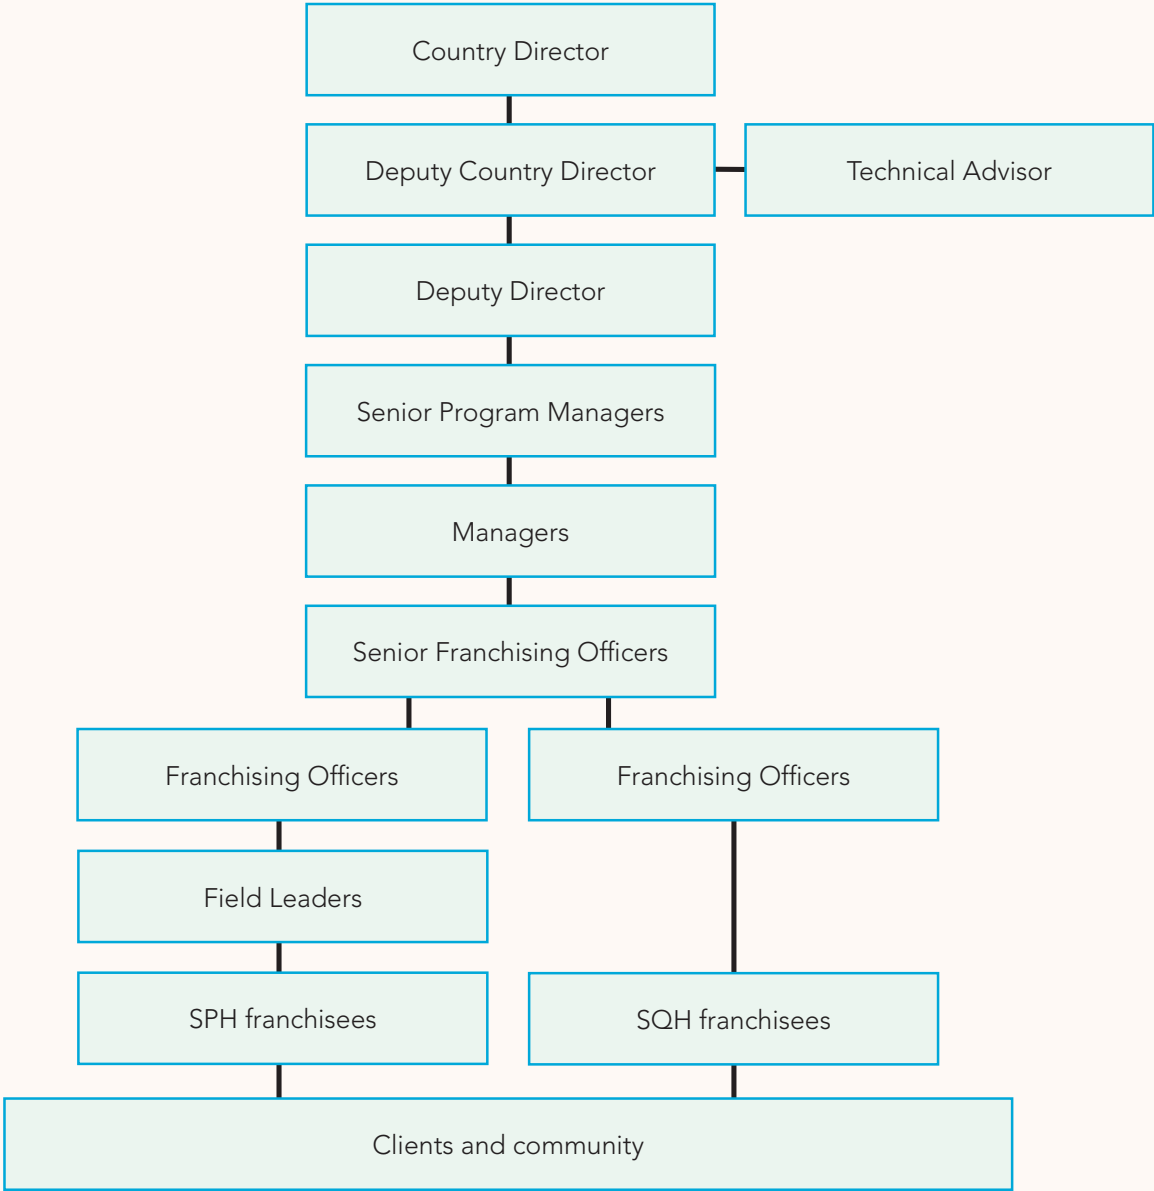 Country Director
Deputy Country Director
Technical Advisor
Deputy Director
Senior Program Managers
Managers
Senior Franchising Officers
Franchising Officers
Franchising Officers
Field Leaders
SPH franchisees
SQH franchisees
Clients and community